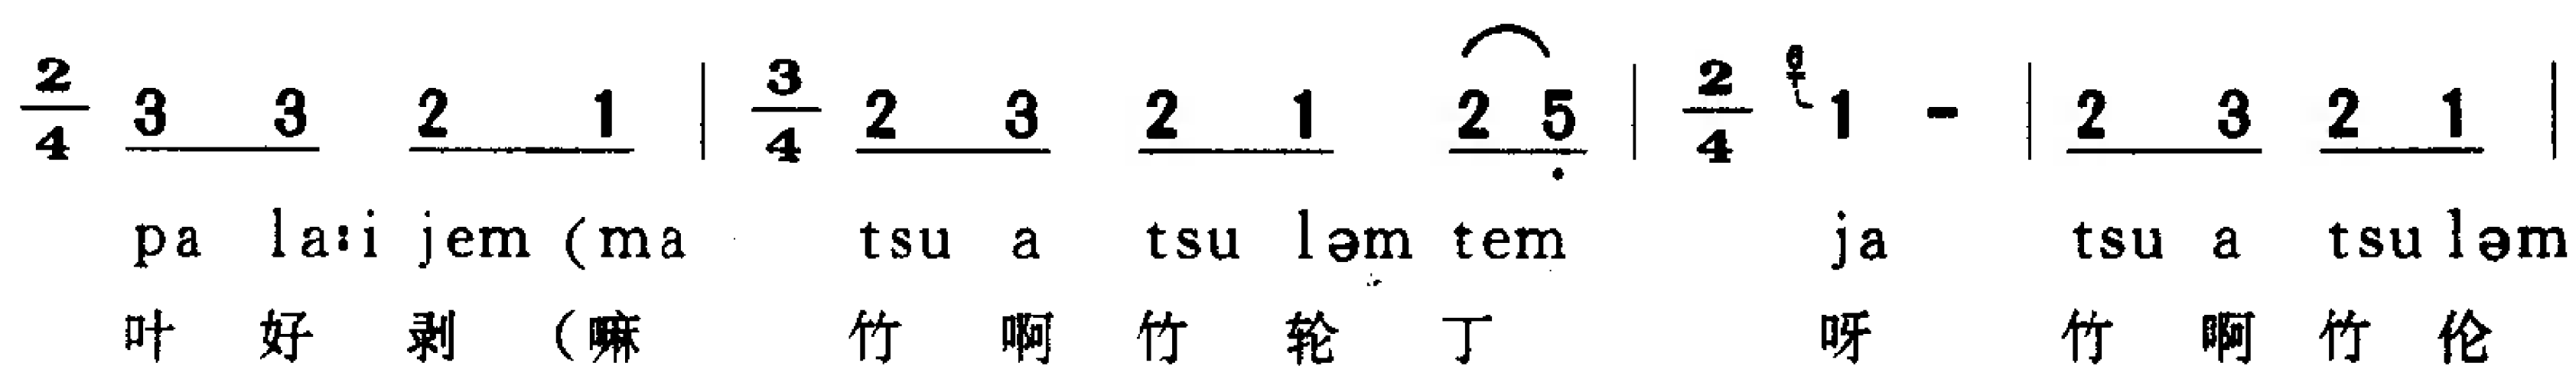 2/4 3 3 2 1 | 3/4 2 3 2 1 2 5̣ | 2/4 6 1 - | 2 3 2 1 |
pa la:i jem (ma tsu a tsu ləm tem ja tsu a tsu ləm
叶 好 剥 (嘛 竹 啊 竹 轮 丁 呀 竹 啊 竹 伦